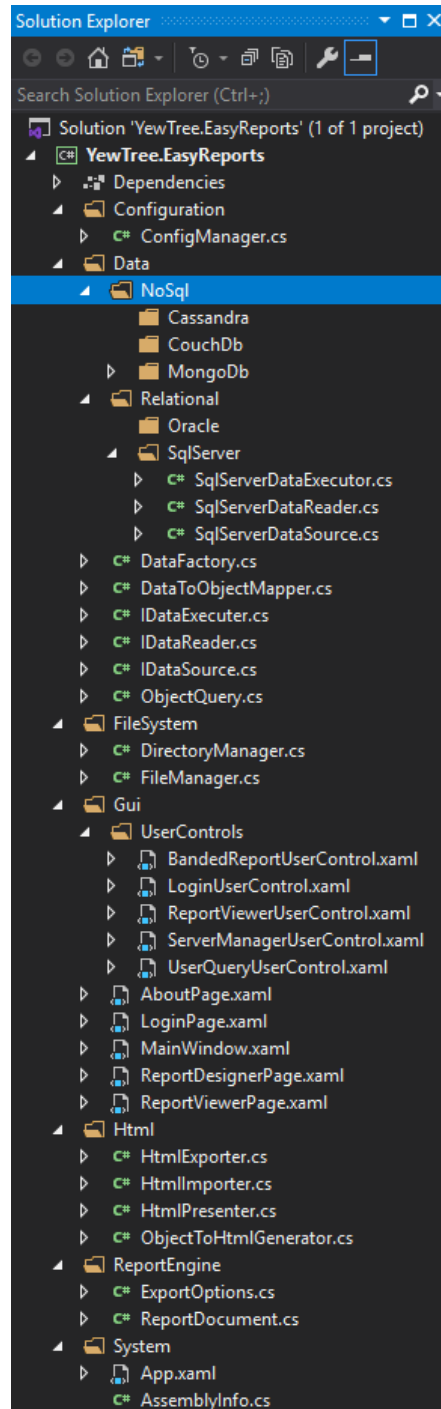 Solution Explorer
Search Solution Explorer (Ctrl+;)
Solution 'YewTree.EasyReports' (1 of 1 project)
C# YewTree.EasyReports
Dependencies
Configuration
C# ConfigManager.cs
Data
NoSql
Cassandra
CouchDb
MongoDb
Relational
Oracle
SqlServer
C# SqlServerDataExecutor.cs
C# SqlServerDataReader.cs
C# SqlServerDataSource.cs
C# DataFactory.cs
C# DataToObjectMapper.cs
C# IDataExecuter.cs
C# IDataReader.cs
C# IDataSource.cs
C# ObjectQuery.cs
FileSystem
C# DirectoryManager.cs
C# FileManager.cs
Gui
UserControls
BandedReportUserControl.xaml
LoginUserControl.xaml
ReportViewerUserControl.xaml
ServerManagerUserControl.xaml
UserQueryUserControl.xaml
AboutPage.xaml
LoginPage.xaml
MainWindow.xaml
ReportDesignerPage.xaml
ReportViewerPage.xaml
Html
C# HtmlExporter.cs
C# HtmlImporter.cs
C# HtmlPresenter.cs
C# ObjectToHtmlGenerator.cs
ReportEngine
C# ExportOptions.cs
C# ReportDocument.cs
System
App.xaml
C# AssemblyInfo.cs